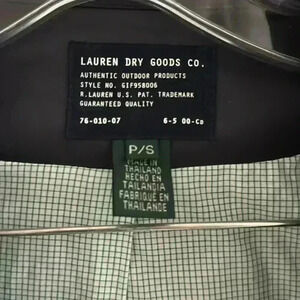 LAUREN DRY GOODS CO.
AUTHENTIC OUTDOOR PRODUCTS
STYLE NO. GIF958006
R.LAUREN U.S. PAT. TRADEMARK
GUARANTEED QUALITY
76-010-07 6-5 00-Co
P/S
MADE IN
THAILAND
HECHO EN
TAILANDIA
FABRIQUE EN
THAILANDE